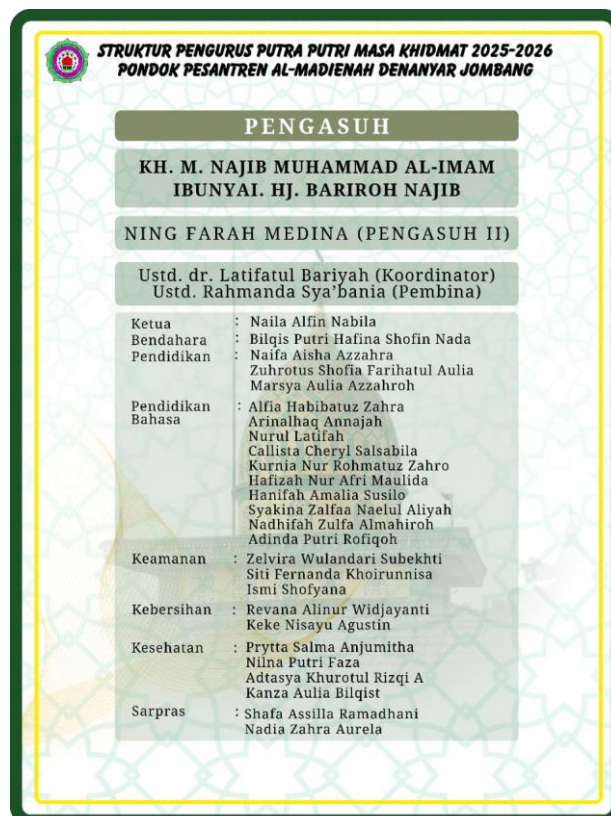 STRUKTUR PENGURUS PUTRA PUTRI MASA KHIDMAT 2025-2026
PONDOK PESANTREN AL-MADIENAH DENANYAR JOMBANG
PENGASUH
KH. M. NAJIB MUHAMMAD AL-IMAM
IBUNYAI. HJ. BARIROH NAJIB
NING FARAH MEDINA (PENGASUH II)
Ustd. dr. Latifatul Bariyah (Koordinator)
Ustd. Rahmanda Sya'bania (Pembina)
Ketua : Naila Alfin Nabila
Bendahara : Bilqis Putri Hafina Shofin Nada
Pendidikan : Naifa Aisha Azzahra
Zuhrotus Shofia Farihatul Aulia
Marsya Aulia Azzahroh
Pendidikan : Alfia Habibatuz Zahra
Bahasa Arinalhaq Annajah
Nurul Latifah
Callista Cheryl Salsabila
Kurnia Nur Rohmatuz Zahro
Hafizah Nur Afri Maulida
Hanifah Amalia Susilo
Syakina Zalfaa Naelul Aliyah
Nadhifah Zulfa Almahiroh
Adinda Putri Rofiqoh
Keamanan : Zelvira Wulandari Subekhti
Siti Fernanda Khoirunnisa
Ismi Shofyana
Kebersihan : Revana Alinur Widjayanti
Keke Nisayu Agustin
Kesehatan : Prytta Salma Anjumitha
Nilna Putri Faza
Adtasya Khurotul Rizqi A
Kanza Aulia Bilqist
Sarpras : Shafa Assilla Ramadhani
Nadia Zahra Aurela